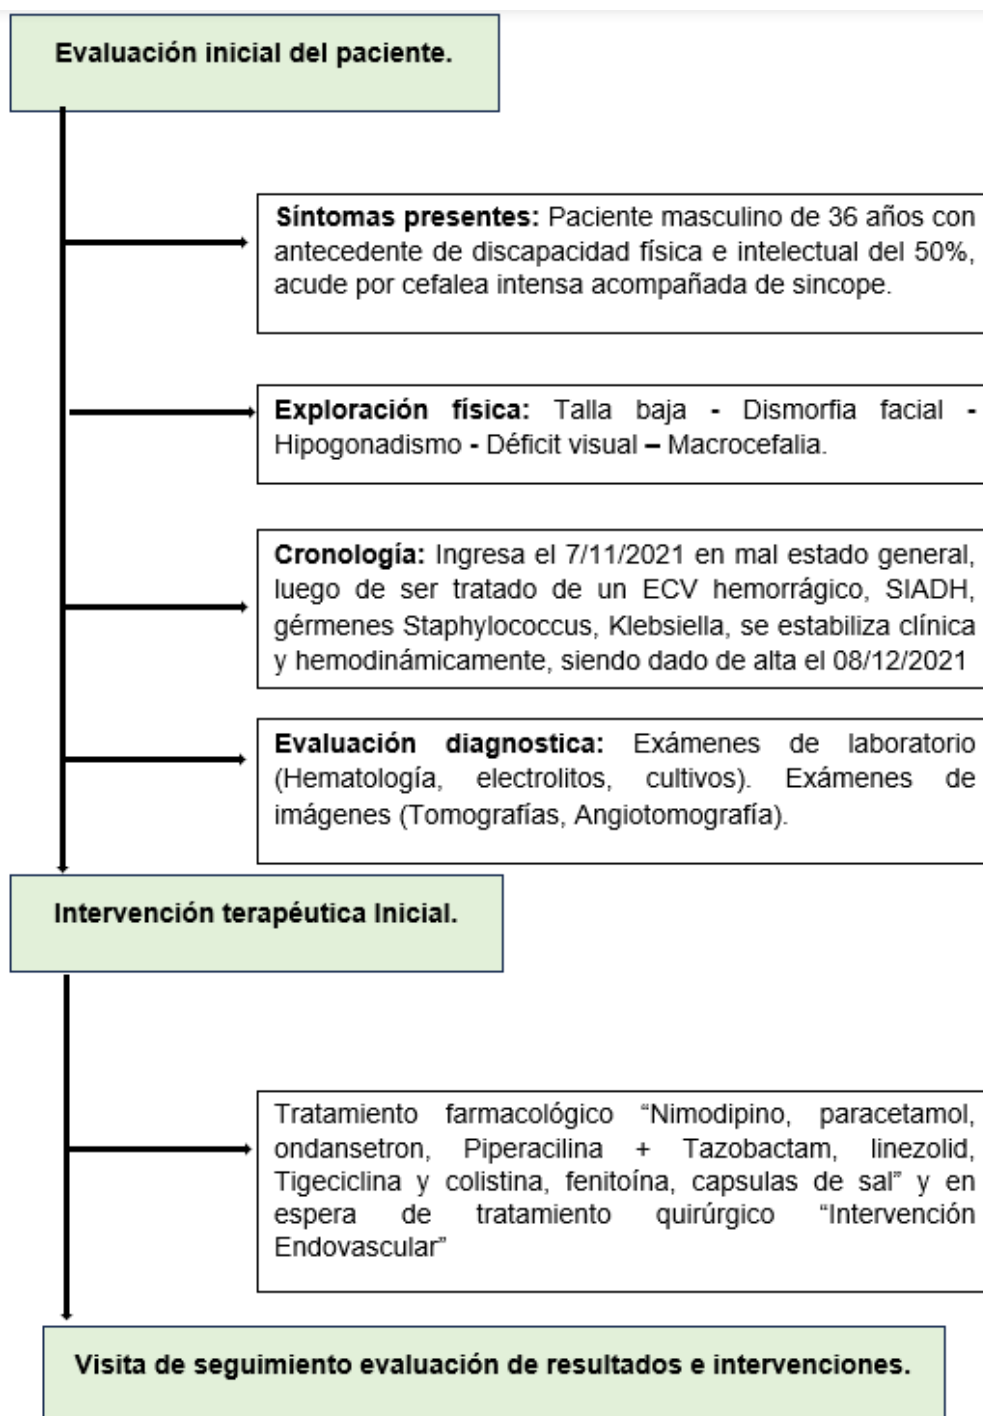 Evaluación inicial del paciente.
Síntomas presentes: Paciente masculino de 36 años con
antecedente de discapacidad física e intelectual del 50%,
acude por cefalea intensa acompañada de sincope.
Exploración física: Talla baja - Dismorfia facial -
Hipogonadismo - Déficit visual – Macrocefalia.
Cronología: Ingresa el 7/11/2021 en mal estado general,
luego de ser tratado de un ECV hemorrágico, SIADH,
gérmenes Staphylococcus, Klebsiella, se estabiliza clínica
y hemodinámicamente, siendo dado de alta el 08/12/2021
Evaluación diagnostica: Exámenes de laboratorio
(Hematología, electrolitos, cultivos). Exámenes de
imágenes (Tomografías, Angiotomografía).
Intervención terapéutica Inicial.
Tratamiento farmacológico “Nimodipino, paracetamol,
ondansetron, Piperacilina + Tazobactam, linezolid,
Tigeciclina y colistina, fenitoína, capsulas de sal” y en
espera de tratamiento quirúrgico “Intervención
Endovascular”
Visita de seguimiento evaluación de resultados e intervenciones.